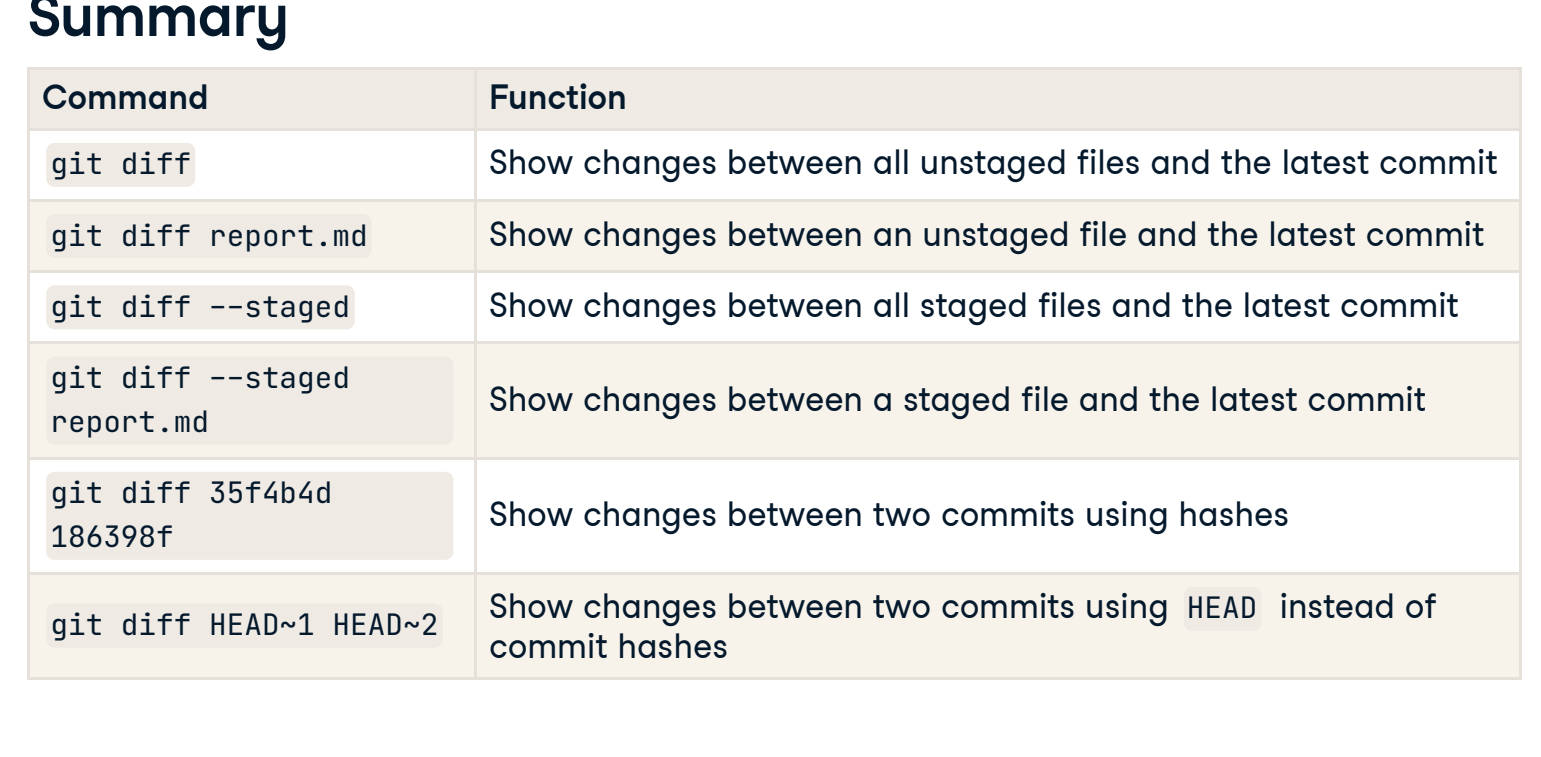 Summary
Command Function
git diff Show changes between all unstaged files and the latest commit
git diff report.md Show changes between an unstaged file and the latest commit
git diff --staged Show changes between all staged files and the latest commit
git diff --staged
report.md
Show changes between a staged file and the latest commit
git diff 35f4b4d
186398f
Show changes between two commits using hashes
git diff HEAD~1 HEAD~2
Show changes between two commits using HEAD instead of
commit hashes